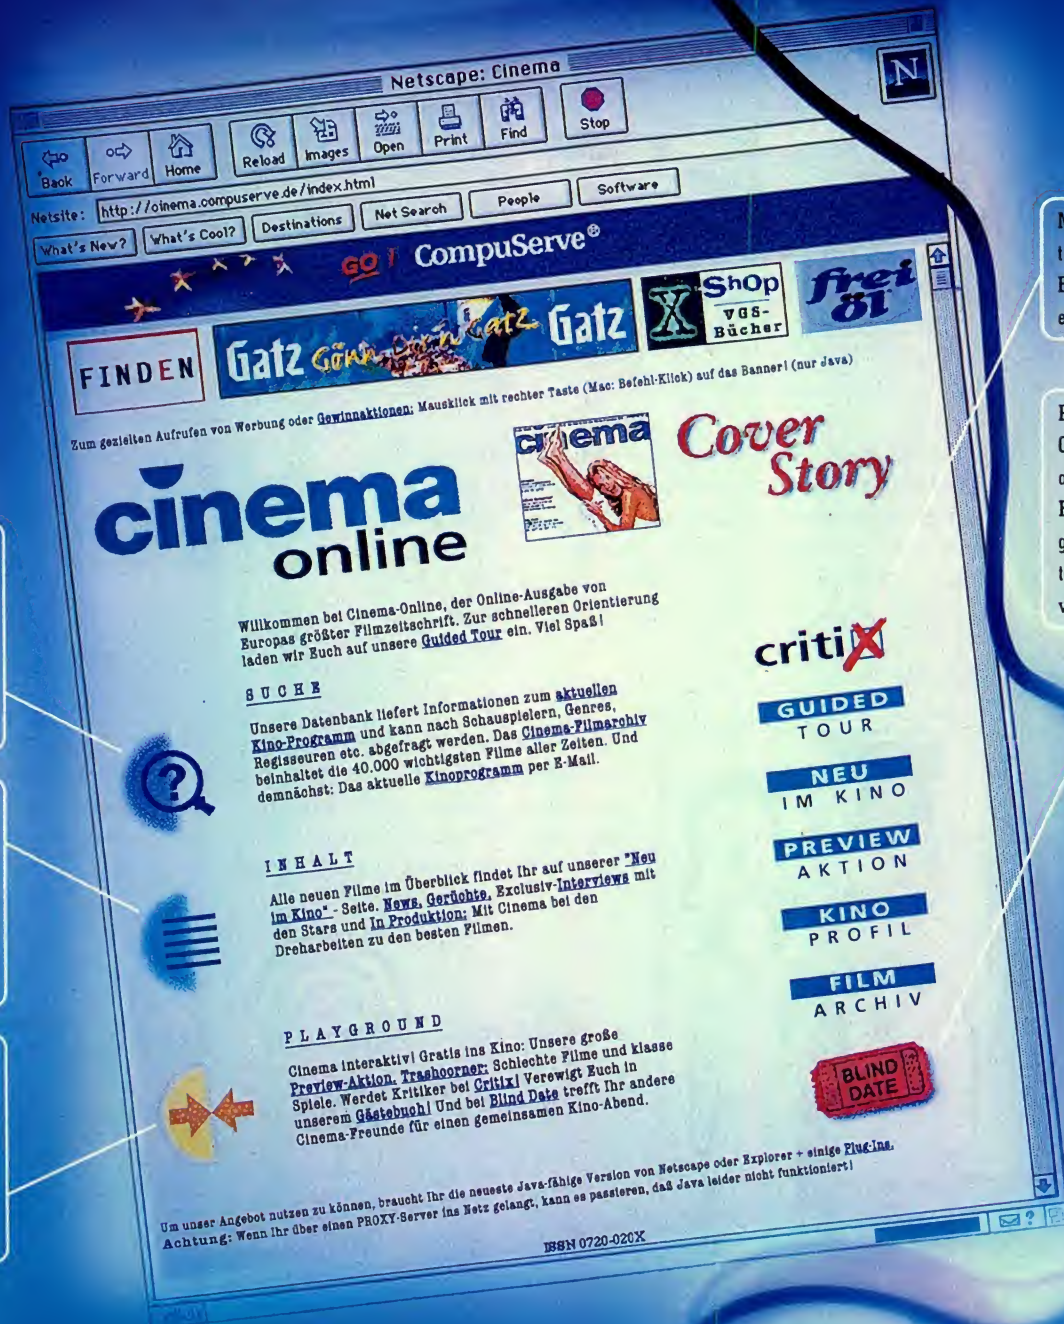 Netscape: Cinema
N
Back Forward Home Reload Images Open Print Find Stop
Netsite: http://cinema.compuserve.de/index.html
What's New? What's Cool? Destinations Net Search People Software
GO! CompuServe®
FINDEN
Gatz Gönn Dir'n Gatz Gatz
X Shop
VGS-
Bücher
frei
öl
Zum gezielten Aufrufen von Werbung oder Gewinnaktionen: Mausklick mit rechter Taste (Mac: Befehl-Klick) auf das Banner! (nur Java)
cinema
online
cinema
Cover
Story
Willkommen bei Cinema-Online, der Online-Ausgabe von
Europas größter Filmzeitschrift. Zur schnelleren Orientierung
laden wir Euch auf unsere Guided Tour ein. Viel Spaß!
SUCHE
Unsere Datenbank liefert Informationen zum aktuellen
Kino-Programm und kann nach Schauspielern, Genres,
Regisseuren etc. abgefragt werden. Das Cinema-Filmarchiv
beinhaltet die 40.000 wichtigsten Filme aller Zeiten. Und
demnächst: Das aktuelle Kinoprogramm per E-Mail.
?
INHALT
Alle neuen Filme im Überblick findet Ihr auf unserer "Neu
im Kino" - Seite. News, Gerüchte, Exclusiv-Interviews mit
den Stars und In Produktion: Mit Cinema bei den
Dreharbeiten zu den besten Filmen.
PLAYGROUND
Cinema interaktiv! Gratis ins Kino: Unsere große
Preview-Aktion. Trashcorner: Schlechte Filme und klasse
Spiele. Werdet Kritiker bei Critix! Verewigt Euch in
unserem Gästebuch! Und bei Blind Date trefft Ihr andere
Cinema-Freunde für einen gemeinsamen Kino-Abend.
critiX
GUIDED
TOUR
NEU
IM KINO
PREVIEW
AKTION
KINO
PROFIL
FILM
ARCHIV
BLIND
DATE
Um unser Angebot nutzen zu können, braucht Ihr die neueste Java-fähige Version von Netscape oder Explorer + einige Plug-Ins.
Achtung: Wenn Ihr über einen PROXY-Server ins Netz gelangt, kann es passieren, daß Java leider nicht funktioniert!
ISSN 0720-020X
?